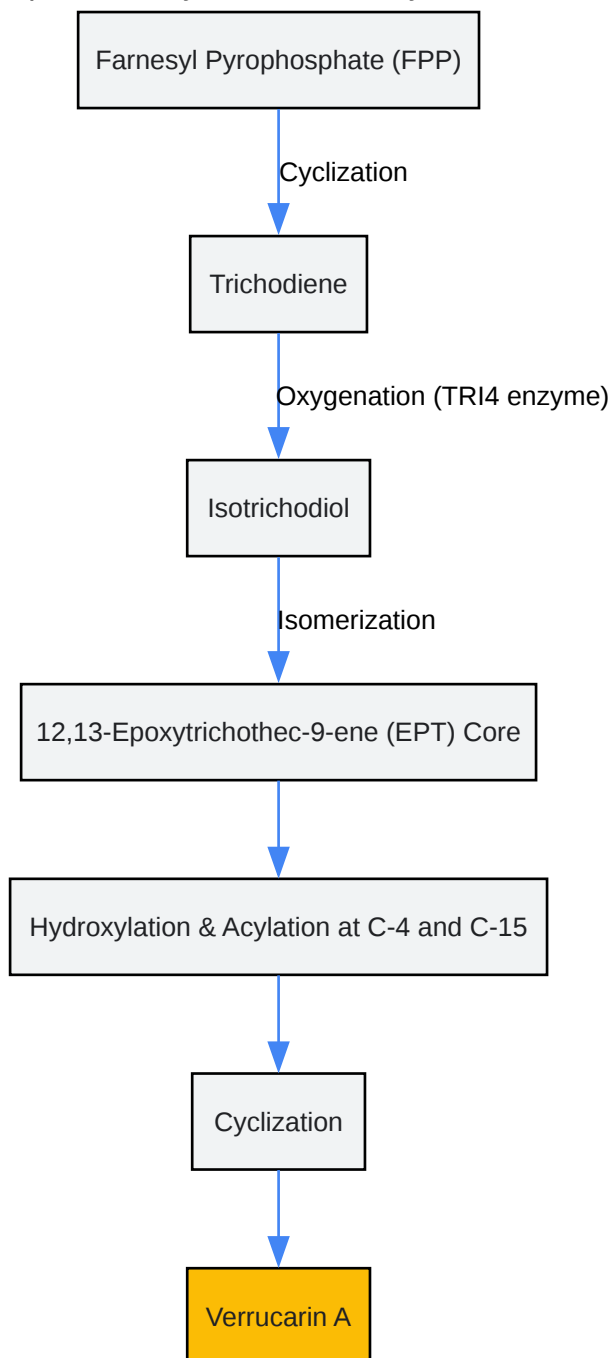 Farnesyl Pyrophosphate (FPP)
Cyclization
Trichodiene
Oxygenation (TRI4 enzyme)
Isotrichodiol
Isomerization
12,13-Epoxytrichothec-9-ene (EPT) Core
Hydroxylation & Acylation at C-4 and C-15
Cyclization
Verrucarin A